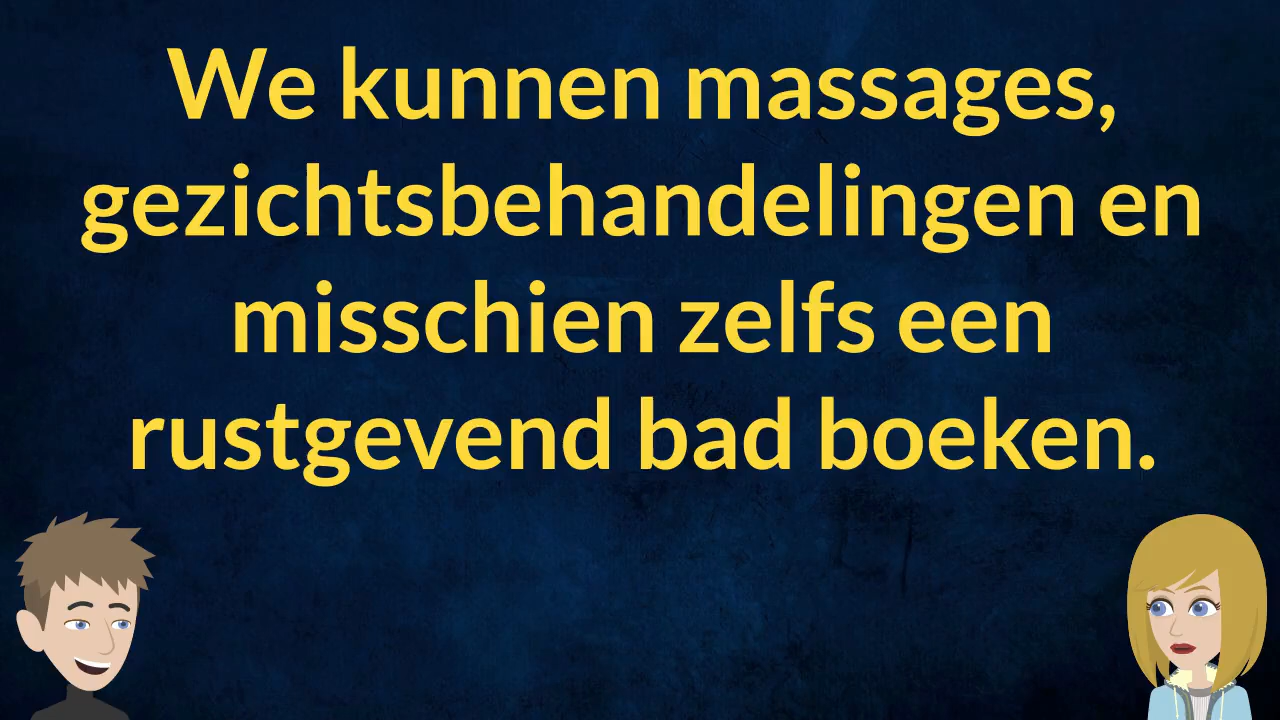 We kunnen massages,
gezichtsbehandelingen en
misschien zelfs een
rustgevend bad boeken.